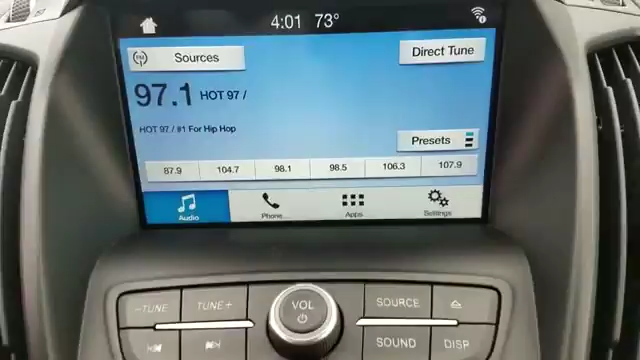 4:01 73°
FM Sources
Direct Tune
97.1 HOT 97 /
HOT 97 / #1 For Hip Hop
Presets
87.9 104.7 98.1 98.5 106.3 107.9
Audio Phone Apps Settings
-TUNE TUNE+ VOL SOURCE
SOUND DISP